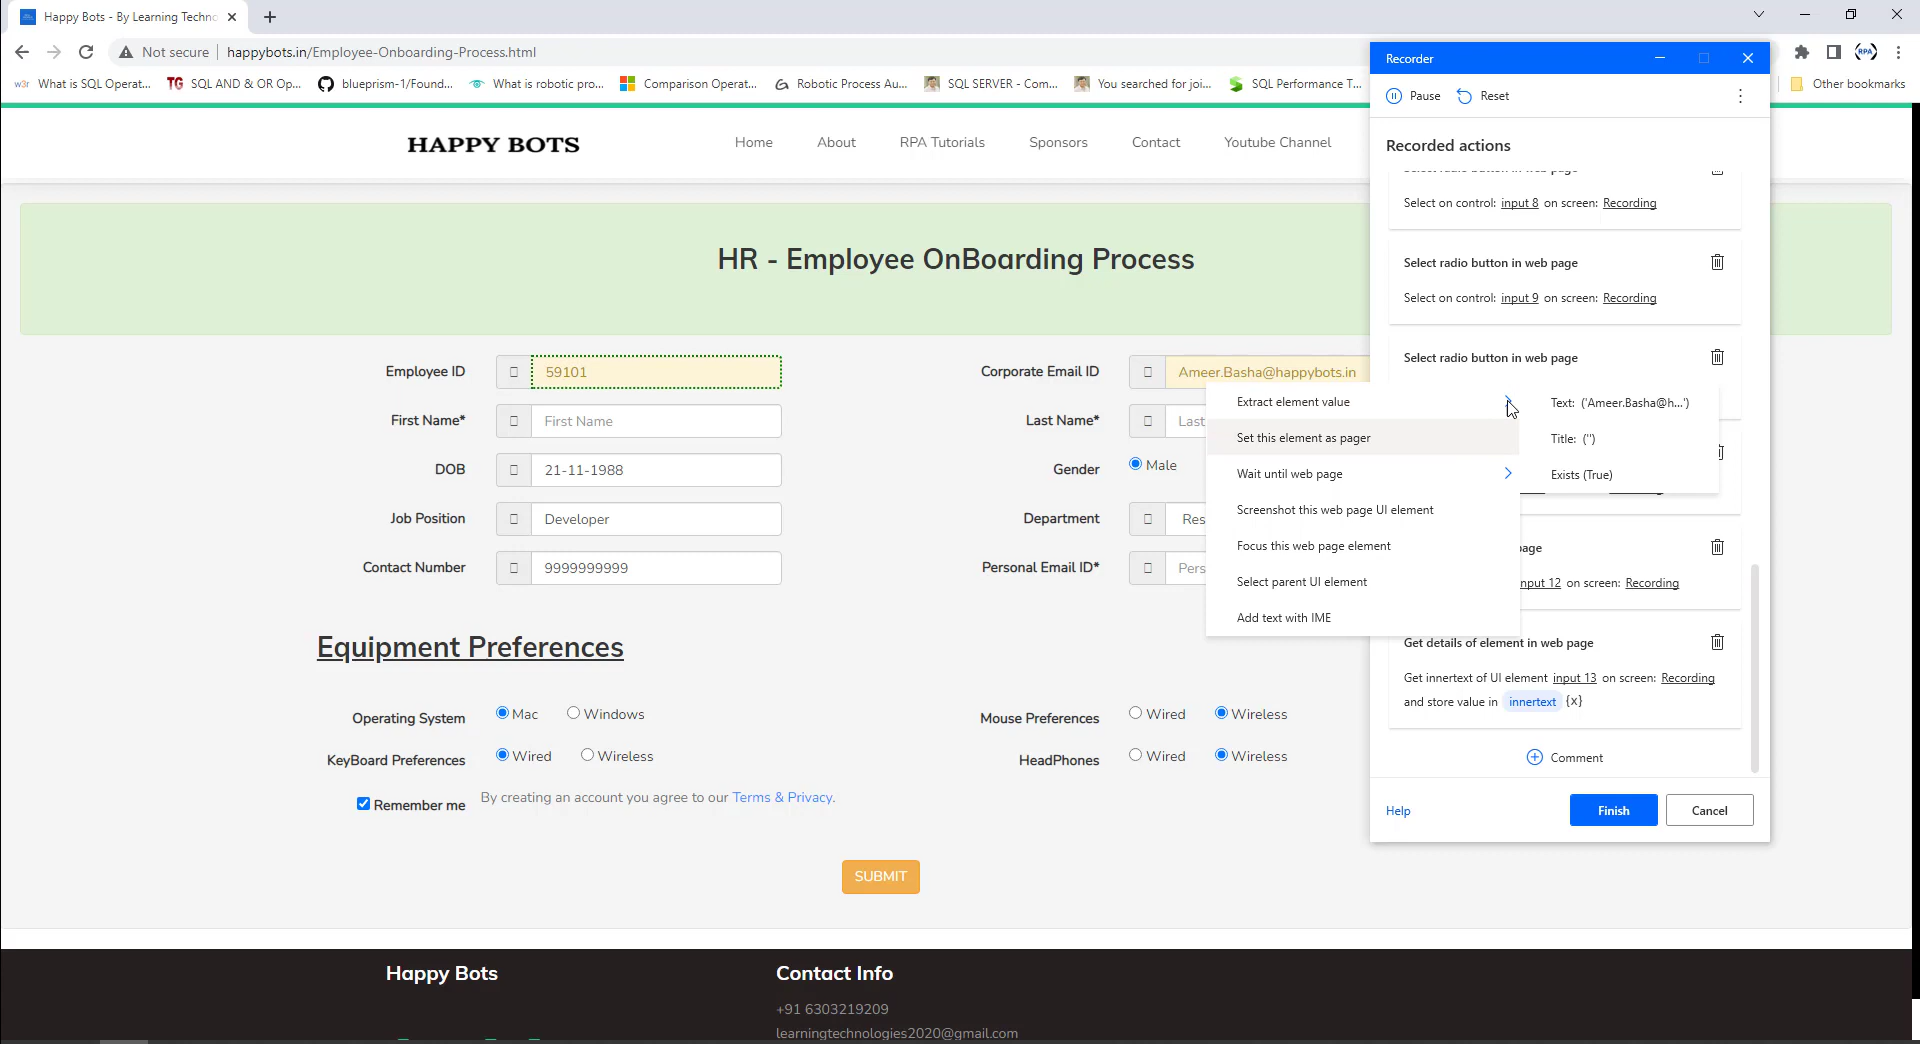 Happy Bots - By Learning Techno
Not secure
happybots.in/Employee-Onboarding-Process.html
What is SQL Operat...
SQL AND & OR Op...
blueprism-1/Found...
What is robotic pro...
Comparison Operat...
Robotic Process Au...
SQL SERVER - Com...
You searched for joi...
SQL Performance T...
Other bookmarks
HAPPY BOTS
Home
About
RPA Tutorials
Sponsors
Contact
Youtube Channel
HR - Employee OnBoarding Process
Employee ID
59101
Corporate Email ID
Ameer.Basha@happybots.in
First Name*
First Name
Last Name*
Last
DOB
21-11-1988
Gender
Male
Job Position
Developer
Department
Res
Contact Number
9999999999
Personal Email ID*
Pers
Equipment Preferences
Operating System
Mac
Windows
Mouse Preferences
Wired
Wireless
KeyBoard Preferences
Wired
Wireless
HeadPhones
Wired
Wireless
Remember me
By creating an account you agree to our Terms & Privacy.
SUBMIT
Happy Bots
Contact Info
+91 6303219209
learningtechnologies2020@gmail.com
Extract element value
Set this element as pager
Wait until web page
Screenshot this web page UI element
Focus this web page element
Select parent UI element
Add text with IME
Text: ('Ameer.Basha@h...')
Title: ('')
Exists (True)
Recorder
Pause
Reset
Recorded actions
Select radio button in web page
Select on control: input 8 on screen: Recording
Select radio button in web page
Select on control: input 9 on screen: Recording
Select radio button in web page
page
input 12 on screen: Recording
Get details of element in web page
Get innertext of UI element input 13 on screen: Recording
and store value in innertext {x}
Comment
Help
Finish
Cancel